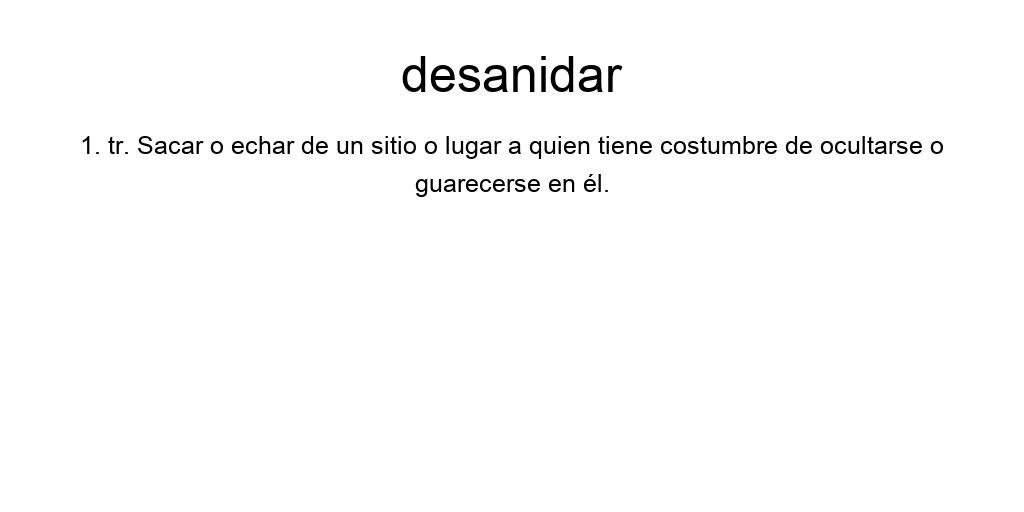 desanidar
1. tr. Sacar o echar de un sitio o lugar a quien tiene costumbre de ocultarse o
guarecerse en él.